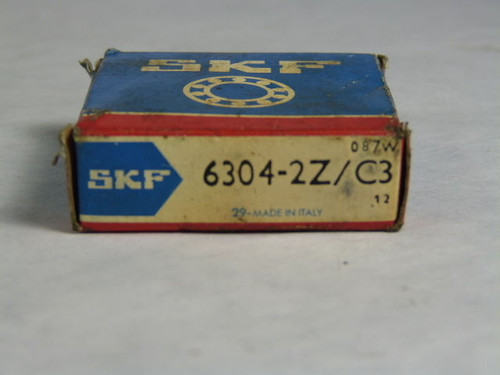 SKF
087W
SKF 6304-2Z/C3
12
29-MADE IN ITALY